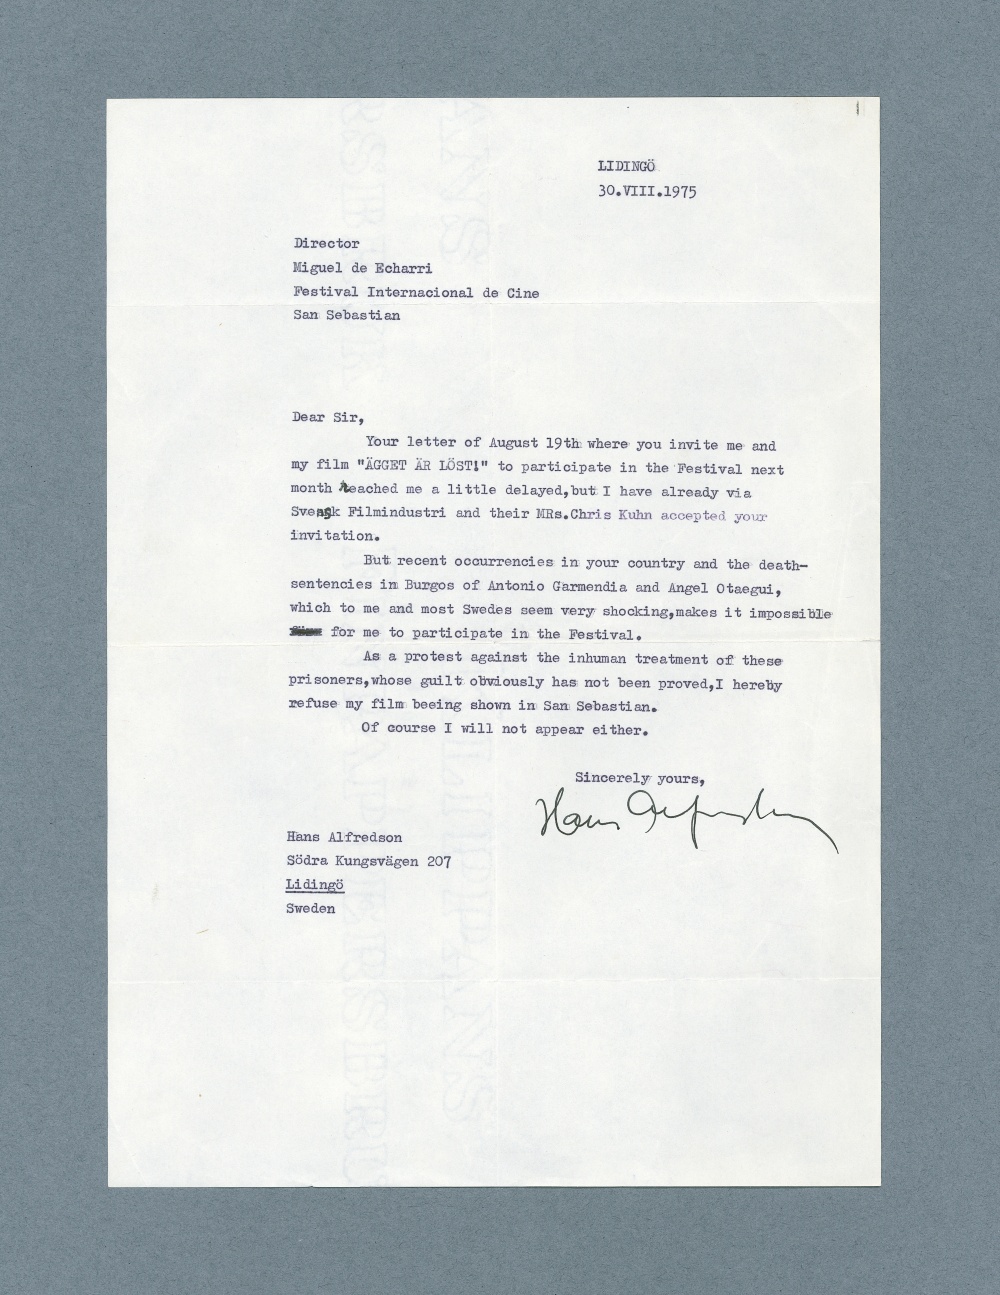 LIDINGÖ
30.VIII.1975
Director
Miguel de Echarri
Festival Internacional de Cine
San Sebastian
Dear Sir,
Your letter of August 19th where you invite me and
my film "ÄGGET ÄR LÖST!" to participate in the Festival next
month reached me a little delayed,but I have already via
Svensk Filmindustri and their MRs.Chris Kuhn accepted your
invitation.
But recent occurrencies in your country and the death-
sentencies in Burgos of Antonio Garmendia and Angel Otaegui,
which to me and most Swedes seem very shocking,makes it impossible
for me to participate in the Festival.
As a protest against the inhuman treatment of these
prisoners,whose guilt obviously has not been proved,I hereby
refuse my film beeing shown in San Sebastian.
Of course I will not appear either.
Sincerely yours,
Hans Alfredson
Hans Alfredson
Södra Kungsvägen 207
Lidingö
Sweden